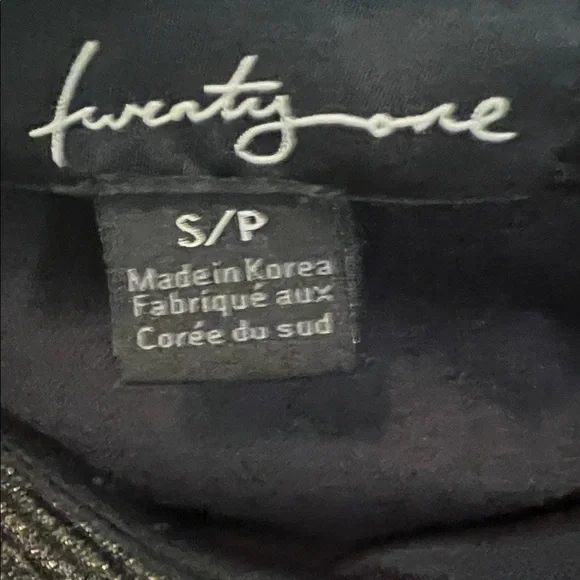 twenty one
S/P
Made in Korea
Fabriqué aux
Corée du sud